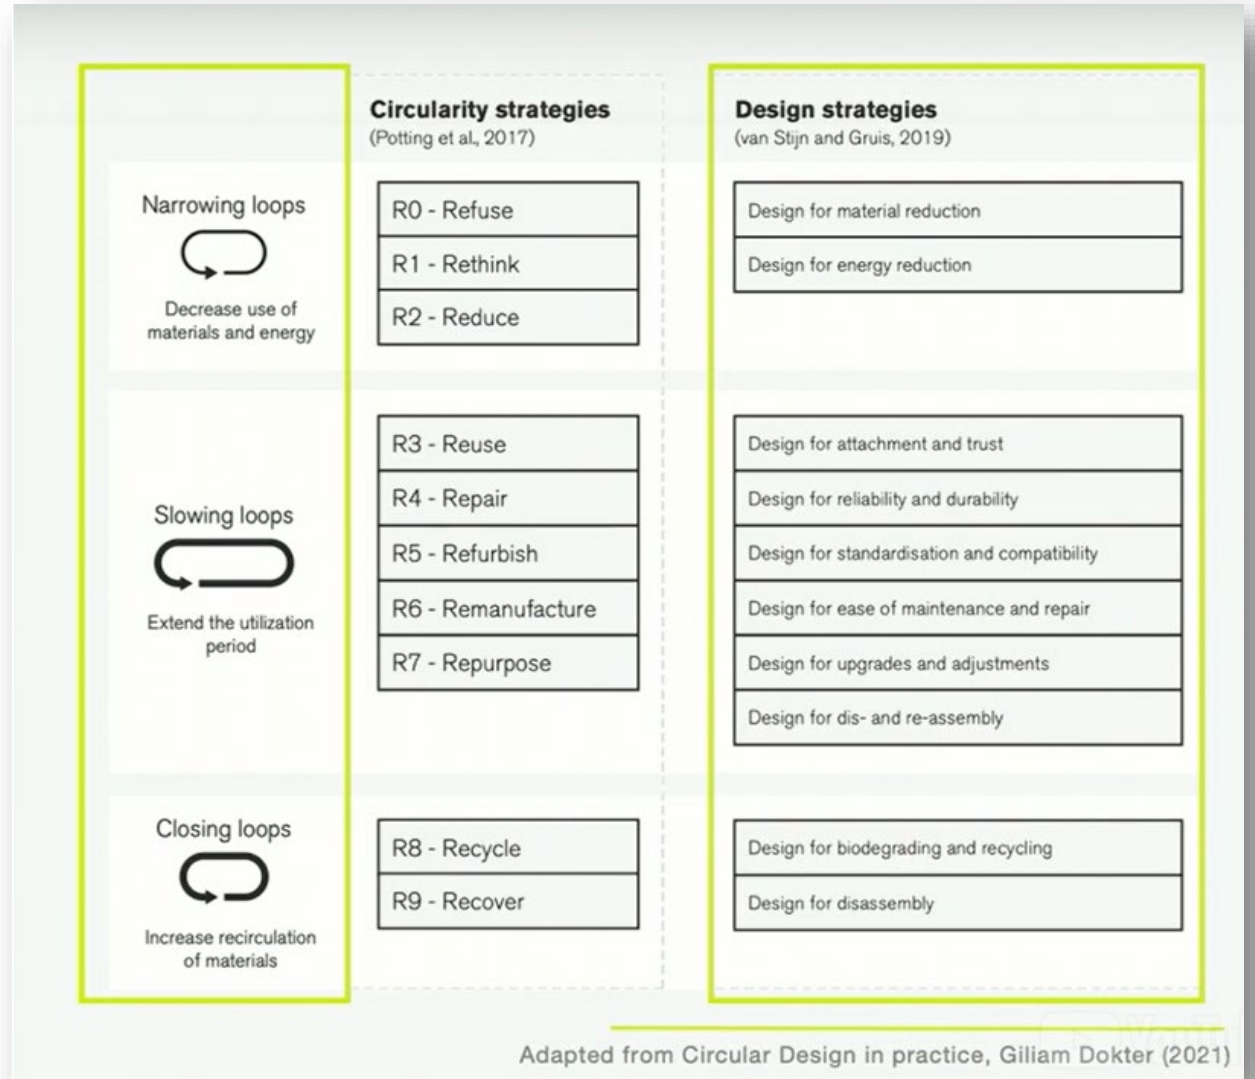 Circularity strategies
(Potting et al., 2017)
Design strategies
(van Stijn and Gruis, 2019)
Narrowing loops
Decrease use of
materials and energy
R0 - Refuse
R1 - Rethink
R2 - Reduce
Design for material reduction
Design for energy reduction
Slowing loops
Extend the utilization
period
R3 - Reuse
R4 - Repair
R5 - Refurbish
R6 - Remanufacture
R7 - Repurpose
Design for attachment and trust
Design for reliability and durability
Design for standardisation and compatibility
Design for ease of maintenance and repair
Design for upgrades and adjustments
Design for dis- and re-assembly
Closing loops
Increase recirculation
of materials
R8 - Recycle
R9 - Recover
Design for biodegrading and recycling
Design for disassembly
Adapted from Circular Design in practice, Giliam Dokter (2021)